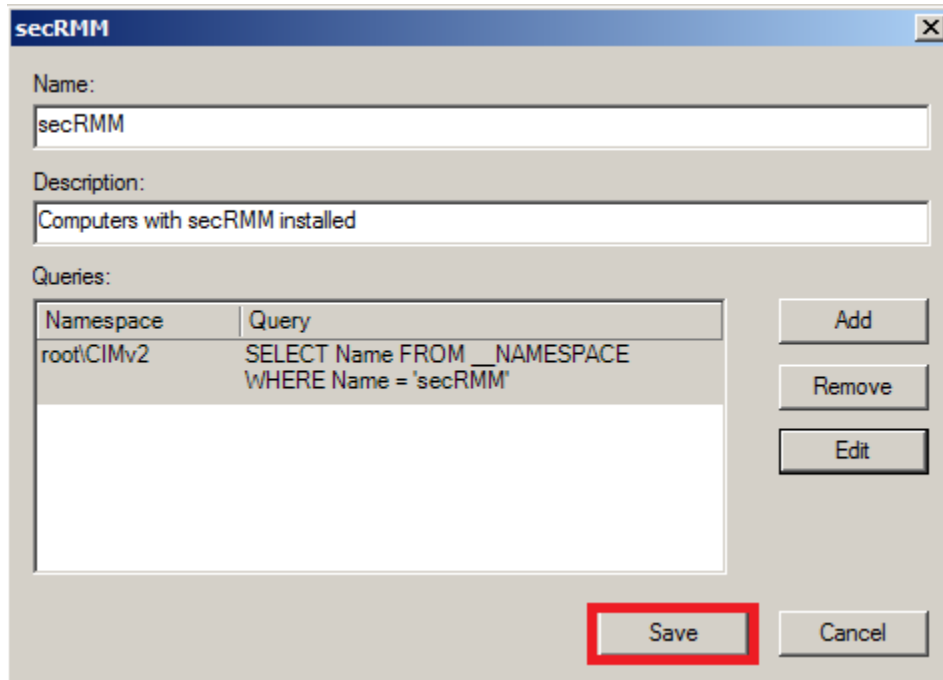 secRMM
Name:
secRMM
Description:
Computers with secRMM installed
Queries:
Namespace Query
root\CIMv2 SELECT Name FROM __NAMESPACE
WHERE Name = 'secRMM'
Add
Remove
Edit
Save Cancel